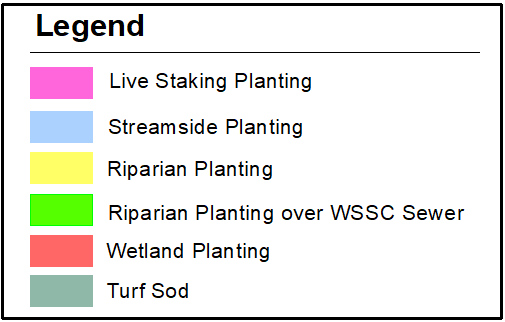 Legend
Live Staking Planting
Streamside Planting
Riparian Planting
Riparian Planting over WSSC Sewer
Wetland Planting
Turf Sod